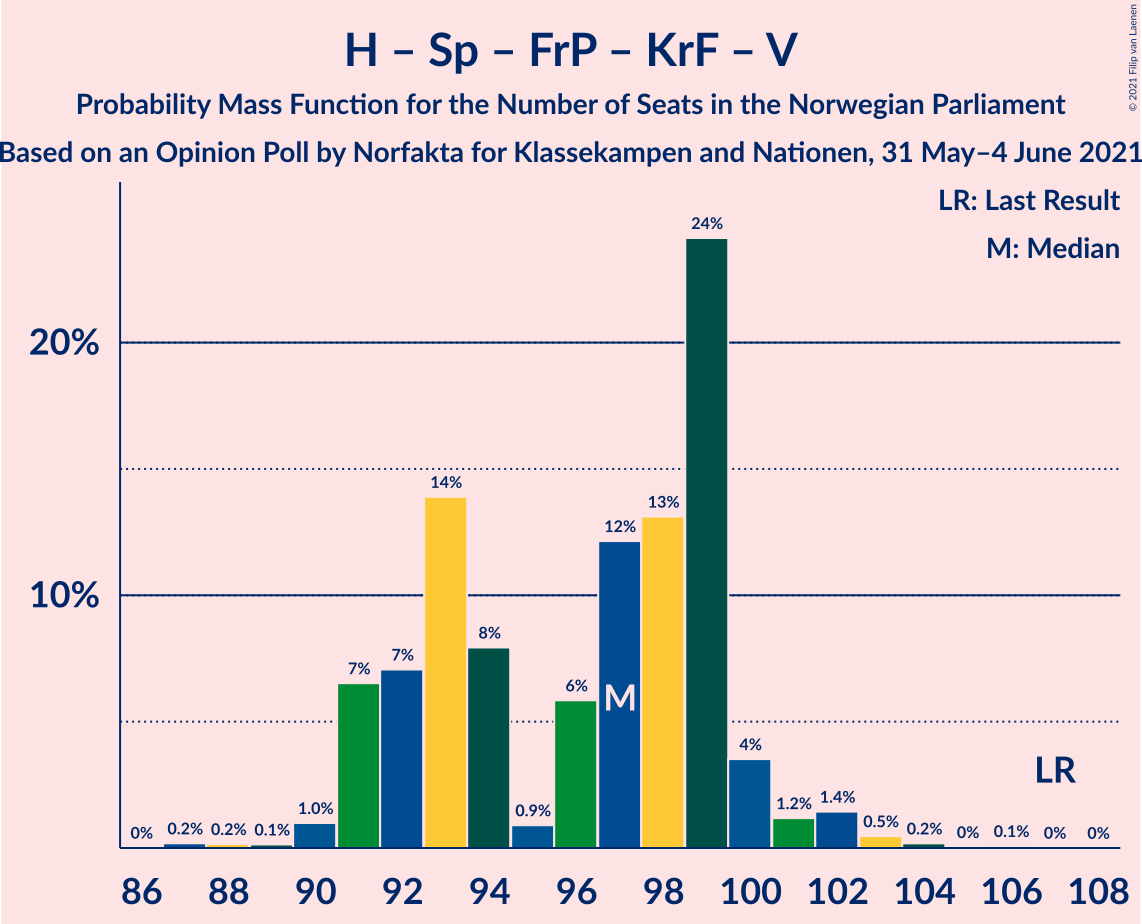 H – Sp – FrP – KrF – V
Probability Mass Function for the Number of Seats in the Norwegian Parliament
Based on an Opinion Poll by Norfakta for Klassekampen and Nationen, 31 May–4 June 2021
© 2021 Filip van Laenen
LR: Last Result
M: Median
20%
10%
0%
0.2%
0.2%
0.1%
1.0%
7%
7%
14%
8%
0.9%
6%
12%
M
13%
24%
4%
1.2%
1.4%
0.5%
0.2%
0%
0.1%
0%
0%
LR
86 88 90 92 94 96 98 100 102 104 106 108